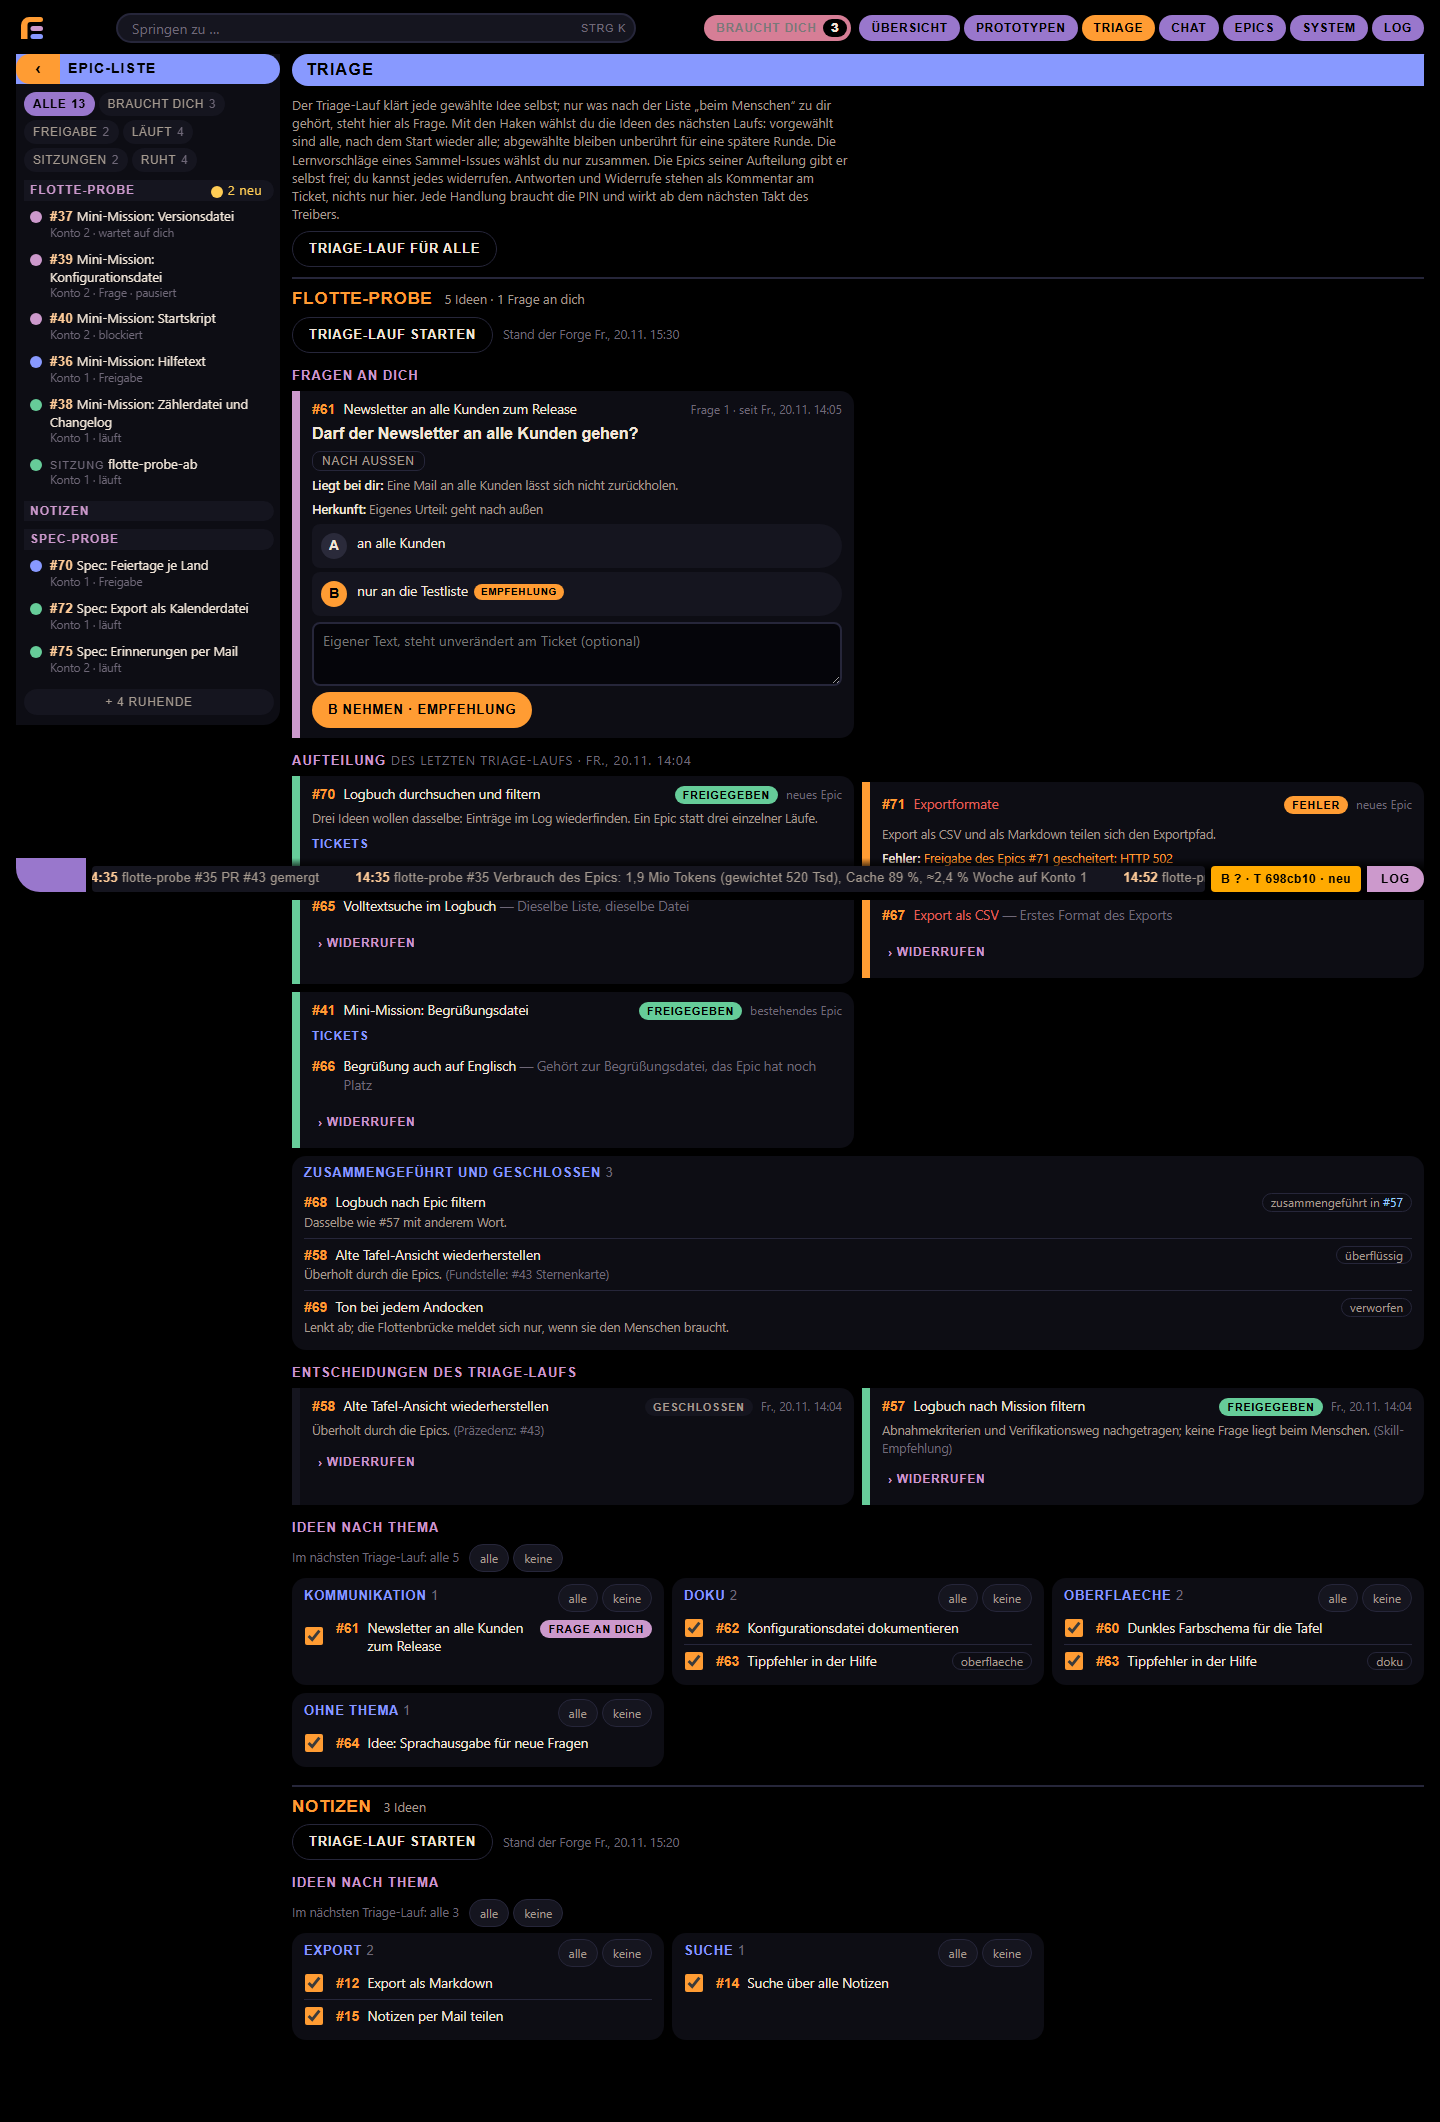 Springen zu ...
STRG K
BRAUCHT DICH 3
ÜBERSICHT
PROTOTYPEN
TRIAGE
CHAT
EPICS
SYSTEM
LOG
‹
EPIC-LISTE
ALLE 13
BRAUCHT DICH 3
FREIGABE 2
LÄUFT 4
SITZUNGEN 2
RUHT 4
FLOTTE-PROBE
2 neu
#37 Mini-Mission: Versionsdatei
Konto 2 · wartet auf dich
#39 Mini-Mission:
Konfigurationsdatei
Konto 2 · Frage · pausiert
#40 Mini-Mission: Startskript
Konto 2 · blockiert
#36 Mini-Mission: Hilfetext
Konto 1 · Freigabe
#38 Mini-Mission: Zählerdatei und
Changelog
Konto 1 · läuft
SITZUNG flotte-probe-ab
Konto 1 · läuft
NOTIZEN
SPEC-PROBE
#70 Spec: Feiertage je Land
Konto 1 · Freigabe
#72 Spec: Export als Kalenderdatei
Konto 1 · läuft
#75 Spec: Erinnerungen per Mail
Konto 2 · läuft
+ 4 RUHENDE
TRIAGE
Der Triage-Lauf klärt jede gewählte Idee selbst; nur was nach der Liste „beim Menschen“ zu dir
gehört, steht hier als Frage. Mit den Haken wählst du die Ideen des nächsten Laufs: vorgewählt
sind alle, nach dem Start wieder alle; abgewählte bleiben unberührt für eine spätere Runde. Die
Lernvorschläge eines Sammel-Issues wählst du nur zusammen. Die Epics seiner Aufteilung gibt er
selbst frei; du kannst jedes widerrufen. Antworten und Widerrufe stehen als Kommentar am
Ticket, nichts nur hier. Jede Handlung braucht die PIN und wirkt ab dem nächsten Takt des
Treibers.
TRIAGE-LAUF FÜR ALLE
FLOTTE-PROBE 5 Ideen · 1 Frage an dich
TRIAGE-LAUF STARTEN
Stand der Forge Fr., 20.11. 15:30
FRAGEN AN DICH
#61 Newsletter an alle Kunden zum Release
Frage 1 · seit Fr., 20.11. 14:05
Darf der Newsletter an alle Kunden gehen?
NACH AUSSEN
Liegt bei dir: Eine Mail an alle Kunden lässt sich nicht zurückholen.
Herkunft: Eigenes Urteil: geht nach außen
A an alle Kunden
B nur an die Testliste EMPFEHLUNG
Eigener Text, steht unverändert am Ticket (optional)
B NEHMEN · EMPFEHLUNG
AUFTEILUNG DES LETZTEN TRIAGE-LAUFS · FR., 20.11. 14:04
#70 Logbuch durchsuchen und filtern
FREIGEGEBEN neues Epic
Drei Ideen wollen dasselbe: Einträge im Log wiederfinden. Ein Epic statt drei einzelner Läufe.
TICKETS
#71 Exportformate
FEHLER neues Epic
Export als CSV und als Markdown teilen sich den Exportpfad.
Fehler: Freigabe des Epics #71 gescheitert: HTTP 502
4:35 flotte-probe #35 PR #43 gemergt
14:35 flotte-probe #35 Verbrauch des Epics: 1,9 Mio Tokens (gewichtet 520 Tsd), Cache 89 %, ≈2,4 % Woche auf Konto 1
14:52 flotte-p
B ? · T 698cb10 · neu
LOG
#65 Volltextsuche im Logbuch — Dieselbe Liste, dieselbe Datei
› WIDERRUFEN
#67 Export als CSV — Erstes Format des Exports
› WIDERRUFEN
#41 Mini-Mission: Begrüßungsdatei
FREIGEGEBEN bestehendes Epic
TICKETS
#66 Begrüßung auch auf Englisch — Gehört zur Begrüßungsdatei, das Epic hat noch
Platz
› WIDERRUFEN
ZUSAMMENGEFÜHRT UND GESCHLOSSEN 3
#68 Logbuch nach Epic filtern
zusammengeführt in #57
Dasselbe wie #57 mit anderem Wort.
#58 Alte Tafel-Ansicht wiederherstellen
überflüssig
Überholt durch die Epics. (Fundstelle: #43 Sternenkarte)
#69 Ton bei jedem Andocken
verworfen
Lenkt ab; die Flottenbrücke meldet sich nur, wenn sie den Menschen braucht.
ENTSCHEIDUNGEN DES TRIAGE-LAUFS
#58 Alte Tafel-Ansicht wiederherstellen
GESCHLOSSEN Fr., 20.11. 14:04
Überholt durch die Epics. (Präzedenz: #43)
› WIDERRUFEN
#57 Logbuch nach Mission filtern
FREIGEGEBEN Fr., 20.11. 14:04
Abnahmekriterien und Verifikationsweg nachgetragen; keine Frage liegt beim Menschen. (Skill-
Empfehlung)
› WIDERRUFEN
IDEEN NACH THEMA
Im nächsten Triage-Lauf: alle 5 alle keine
KOMMUNIKATION 1 alle keine
#61 Newsletter an alle Kunden
zum Release
FRAGE AN DICH
DOKU 2 alle keine
#62 Konfigurationsdatei dokumentieren
#63 Tippfehler in der Hilfe oberflaeche
OBERFLAECHE 2 alle keine
#60 Dunkles Farbschema für die Tafel
#63 Tippfehler in der Hilfe doku
OHNE THEMA 1 alle keine
#64 Idee: Sprachausgabe für neue Fragen
NOTIZEN 3 Ideen
TRIAGE-LAUF STARTEN
Stand der Forge Fr., 20.11. 15:20
IDEEN NACH THEMA
Im nächsten Triage-Lauf: alle 3 alle keine
EXPORT 2 alle keine
#12 Export als Markdown
#15 Notizen per Mail teilen
SUCHE 1 alle keine
#14 Suche über alle Notizen